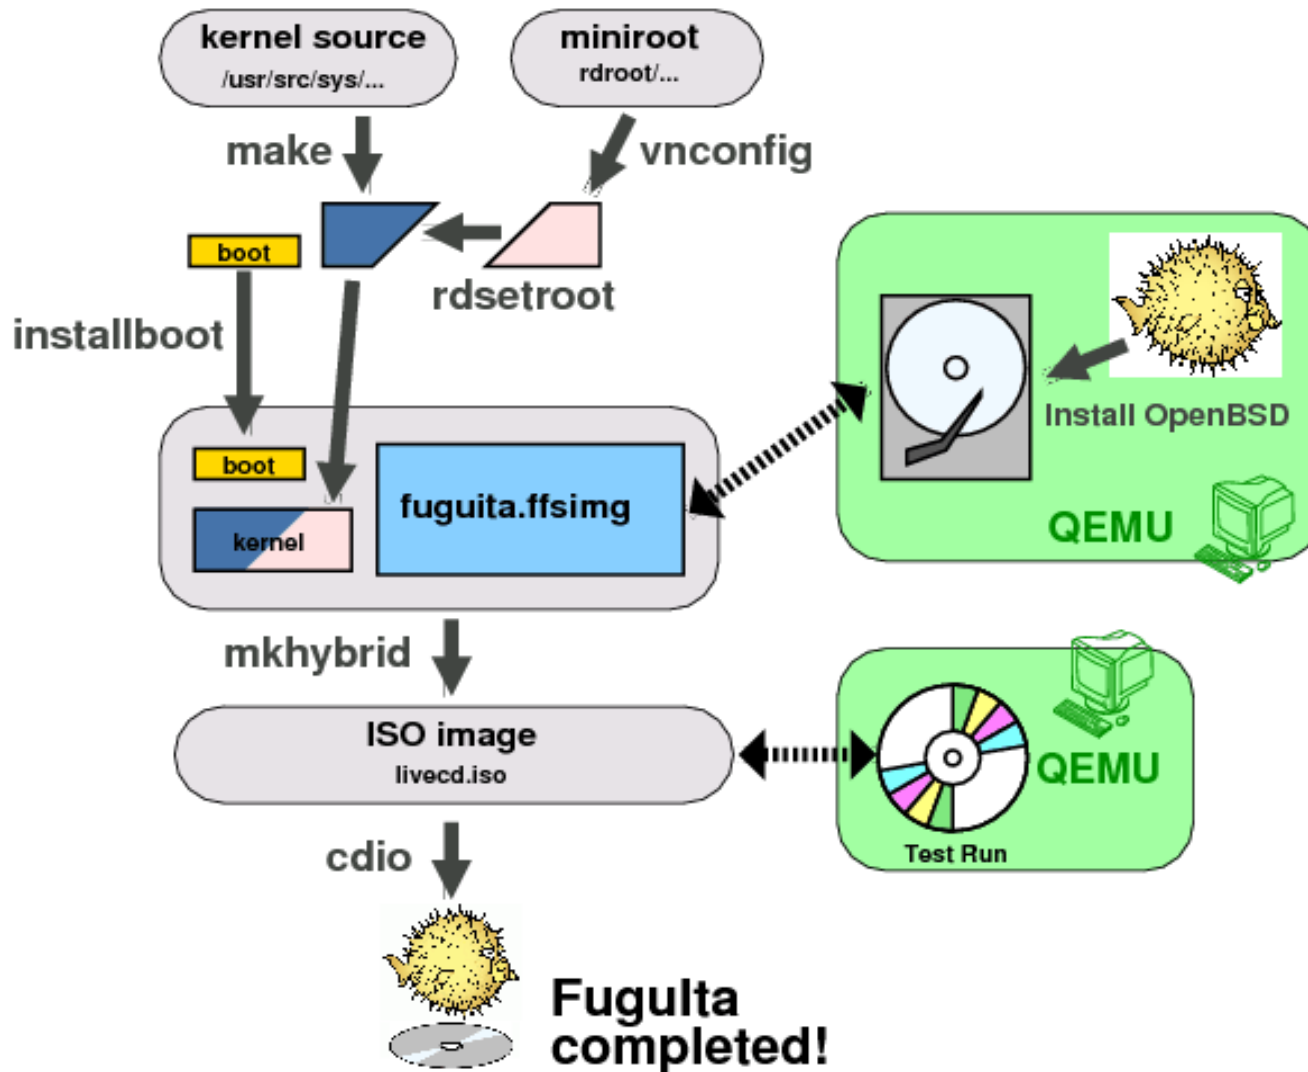 kernel source
/usr/src/sys/...
miniroot
rdroot/...
make
vnconfig
boot
rdsetroot
installboot
Install OpenBSD
boot
fuguita.ffsimg
kernel
QEMU
mkhybrid
ISO image
livecd.iso
QEMU
Test Run
cdio
FuguIta
completed!